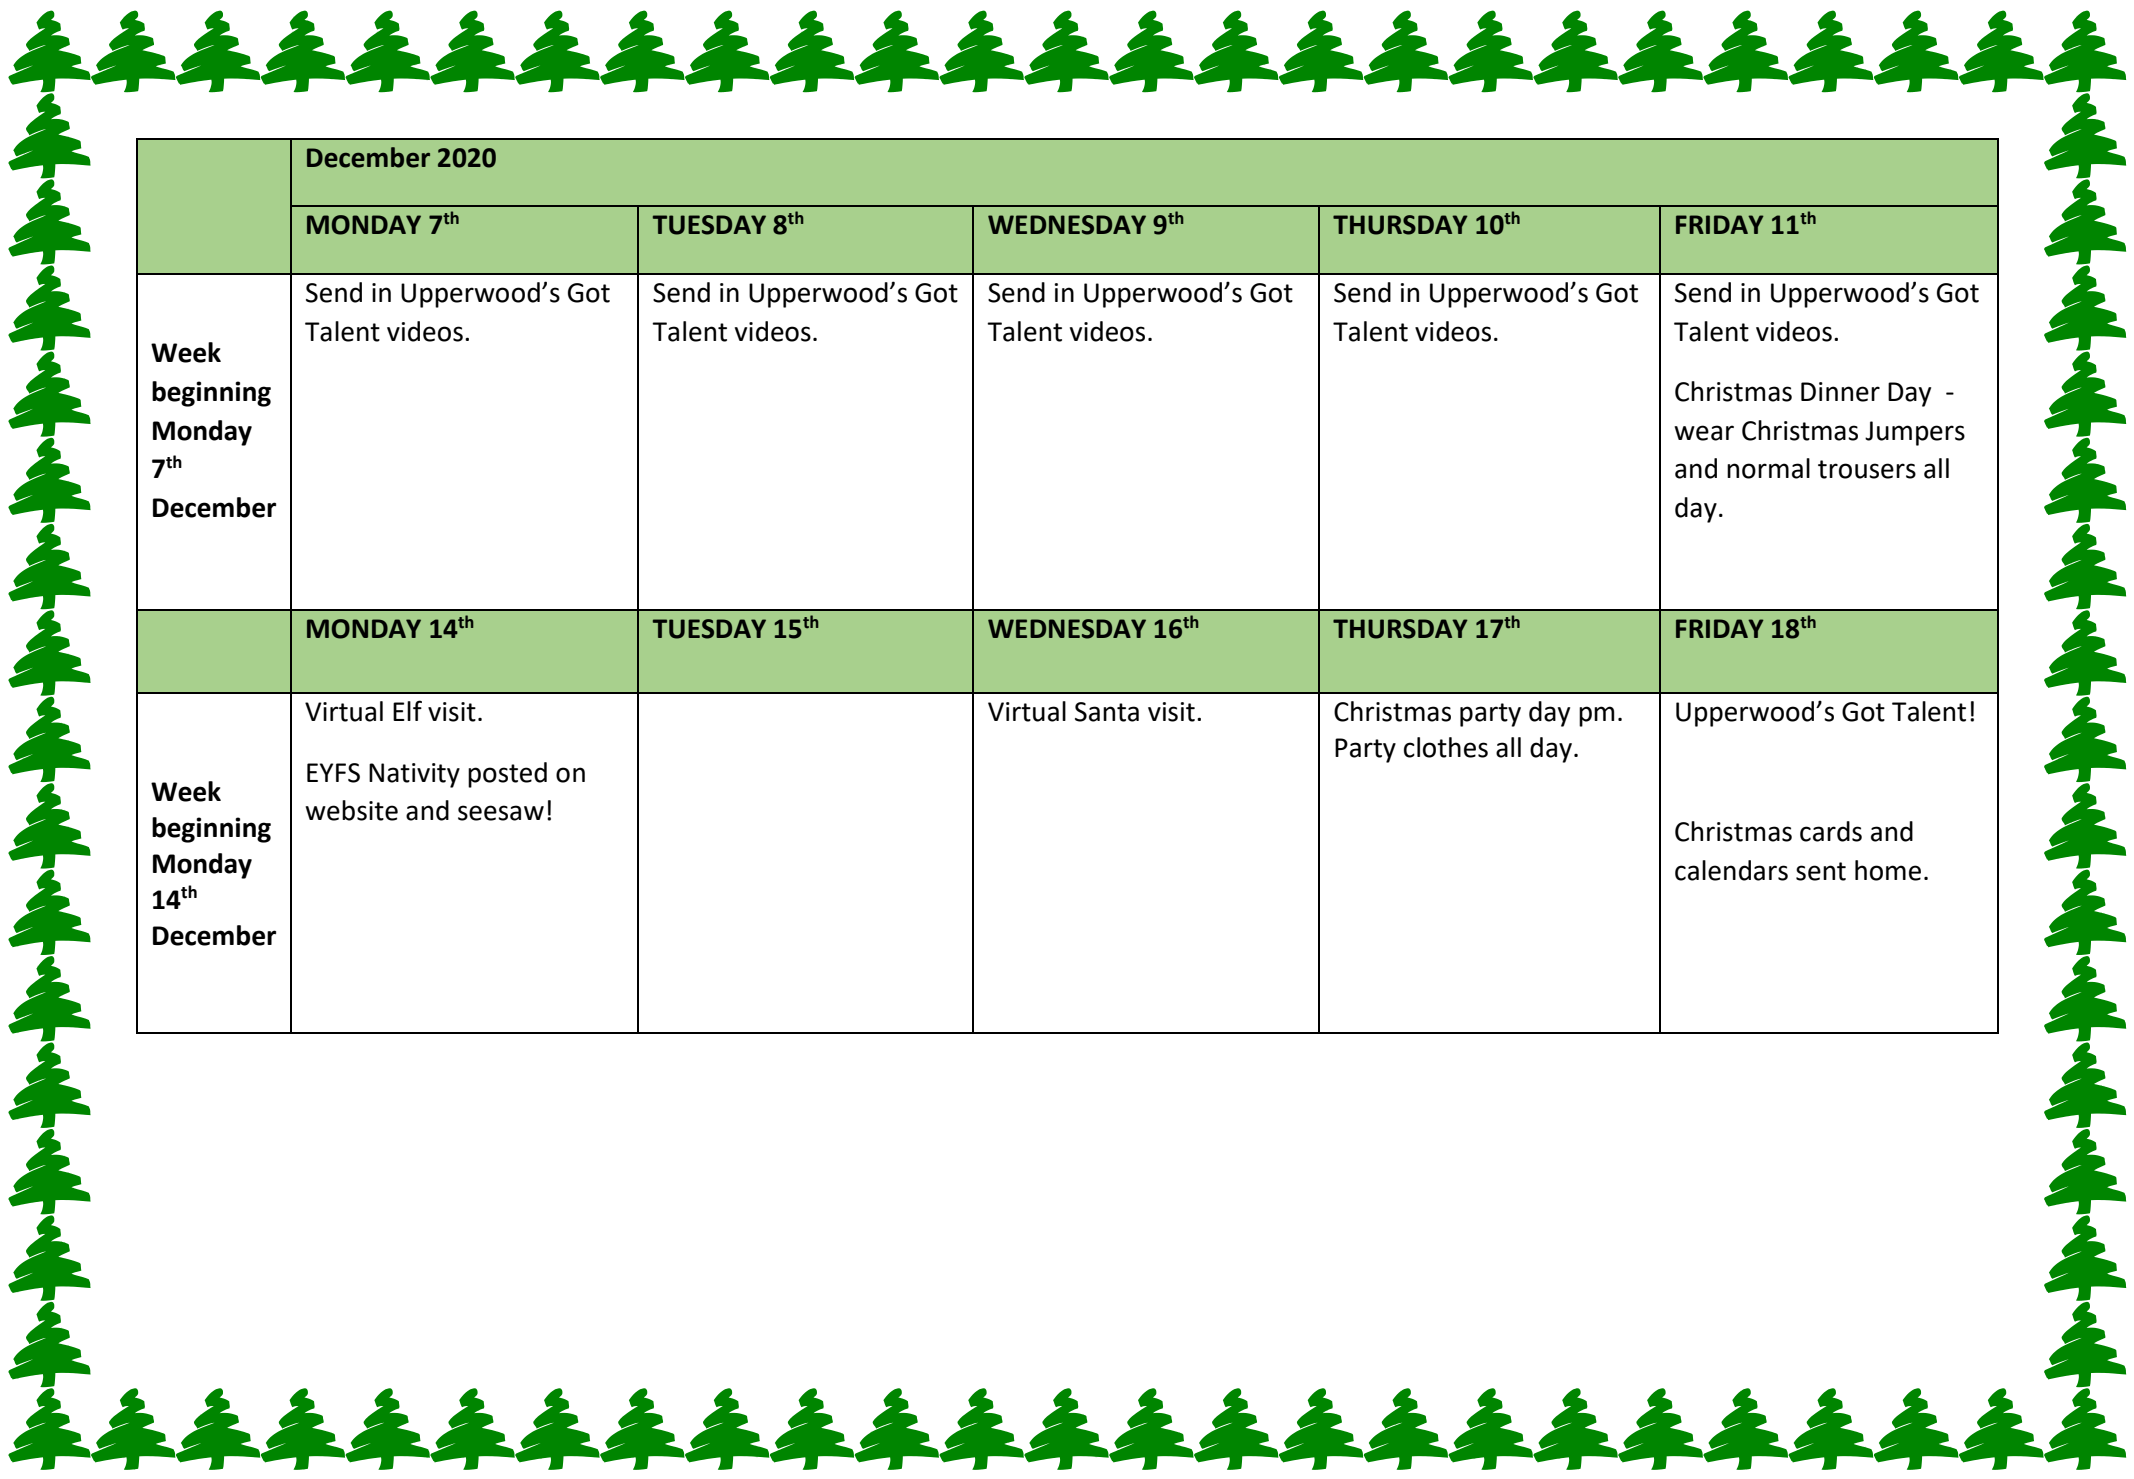 December 2020
MONDAY 7th
TUESDAY 8th
WEDNESDAY 9th
THURSDAY 10th
FRIDAY 11th
Week
beginning
Monday
7th
December
Send in Upperwood’s Got
Talent videos.
Send in Upperwood’s Got
Talent videos.
Send in Upperwood’s Got
Talent videos.
Send in Upperwood’s Got
Talent videos.
Send in Upperwood’s Got
Talent videos.
Christmas Dinner Day  -
wear Christmas Jumpers
and normal trousers all
day.
MONDAY 14th
TUESDAY 15th
WEDNESDAY 16th
THURSDAY 17th
FRIDAY 18th
Week
beginning
Monday
14th
December
Virtual Elf visit.
EYFS Nativity posted on
website and seesaw!
Virtual Santa visit.
Christmas party day pm.
Party clothes all day.
Upperwood’s Got Talent!
Christmas cards and
calendars sent home.